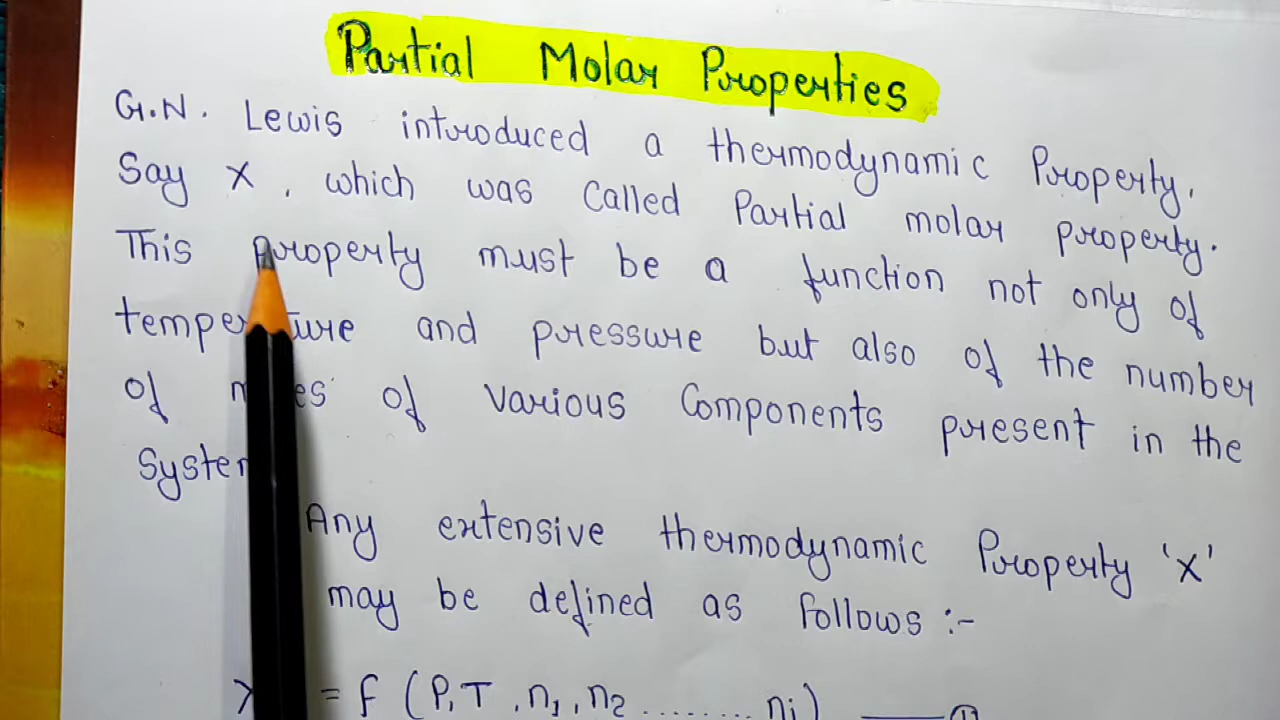 Partial Molar Properties
G.N. Lewis introduced a thermodynamic Property.
Say X, which was Called Partial molar property.
This property must be a function not only of
and pressure but also of the number
of of various Components present in the
Any extensive thermodynamic Property 'X'
may be defined as follows :-
= f (P, T, n1, n2 ........ ni)